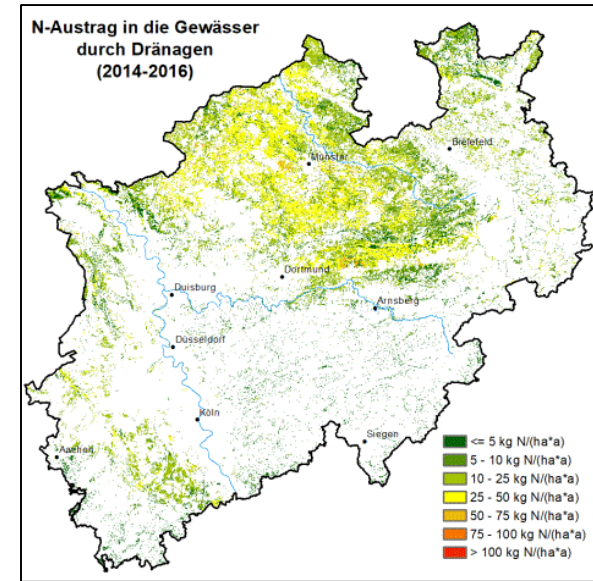 N-Austrag in die Gewässer
durch Dränagen
(2014-2016)
Bielefeld
Münster
Dortmund
Duisburg
Arnsberg
Düsseldorf
Köln
Siegen
Aachen
<= 5 kg N/(ha*a)
5 - 10 kg N/(ha*a)
10 - 25 kg N/(ha*a)
25 - 50 kg N/(ha*a)
50 - 75 kg N/(ha*a)
75 - 100 kg N/(ha*a)
> 100 kg N/(ha*a)